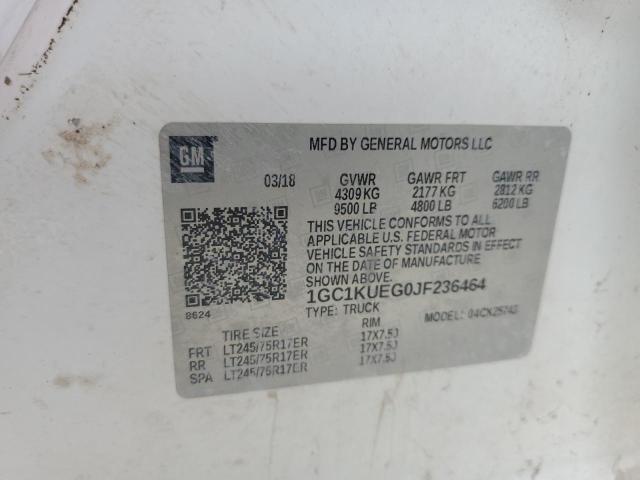 GM
MFD BY GENERAL MOTORS LLC
03/18 GVWR GAWR FRT GAWR RR
4309 KG 2177 KG 2812 KG
9500 LB 4800 LB 6200 LB
THIS VEHICLE CONFORMS TO ALL
APPLICABLE U.S. FEDERAL MOTOR
VEHICLE SAFETY STANDARDS IN EFFECT
ON THE DATE OF MANUFACTURE
SHOWN ABOVE.
1GC1KUEG0JF236464
8624 TYPE: TRUCK MODEL: 04CK25743
TIRE SIZE RIM
FRT LT245/75R17ER 17X7.5J
RR LT245/75R17ER 17X7.5J
SPA LT245/75R17ER 17X7.5J